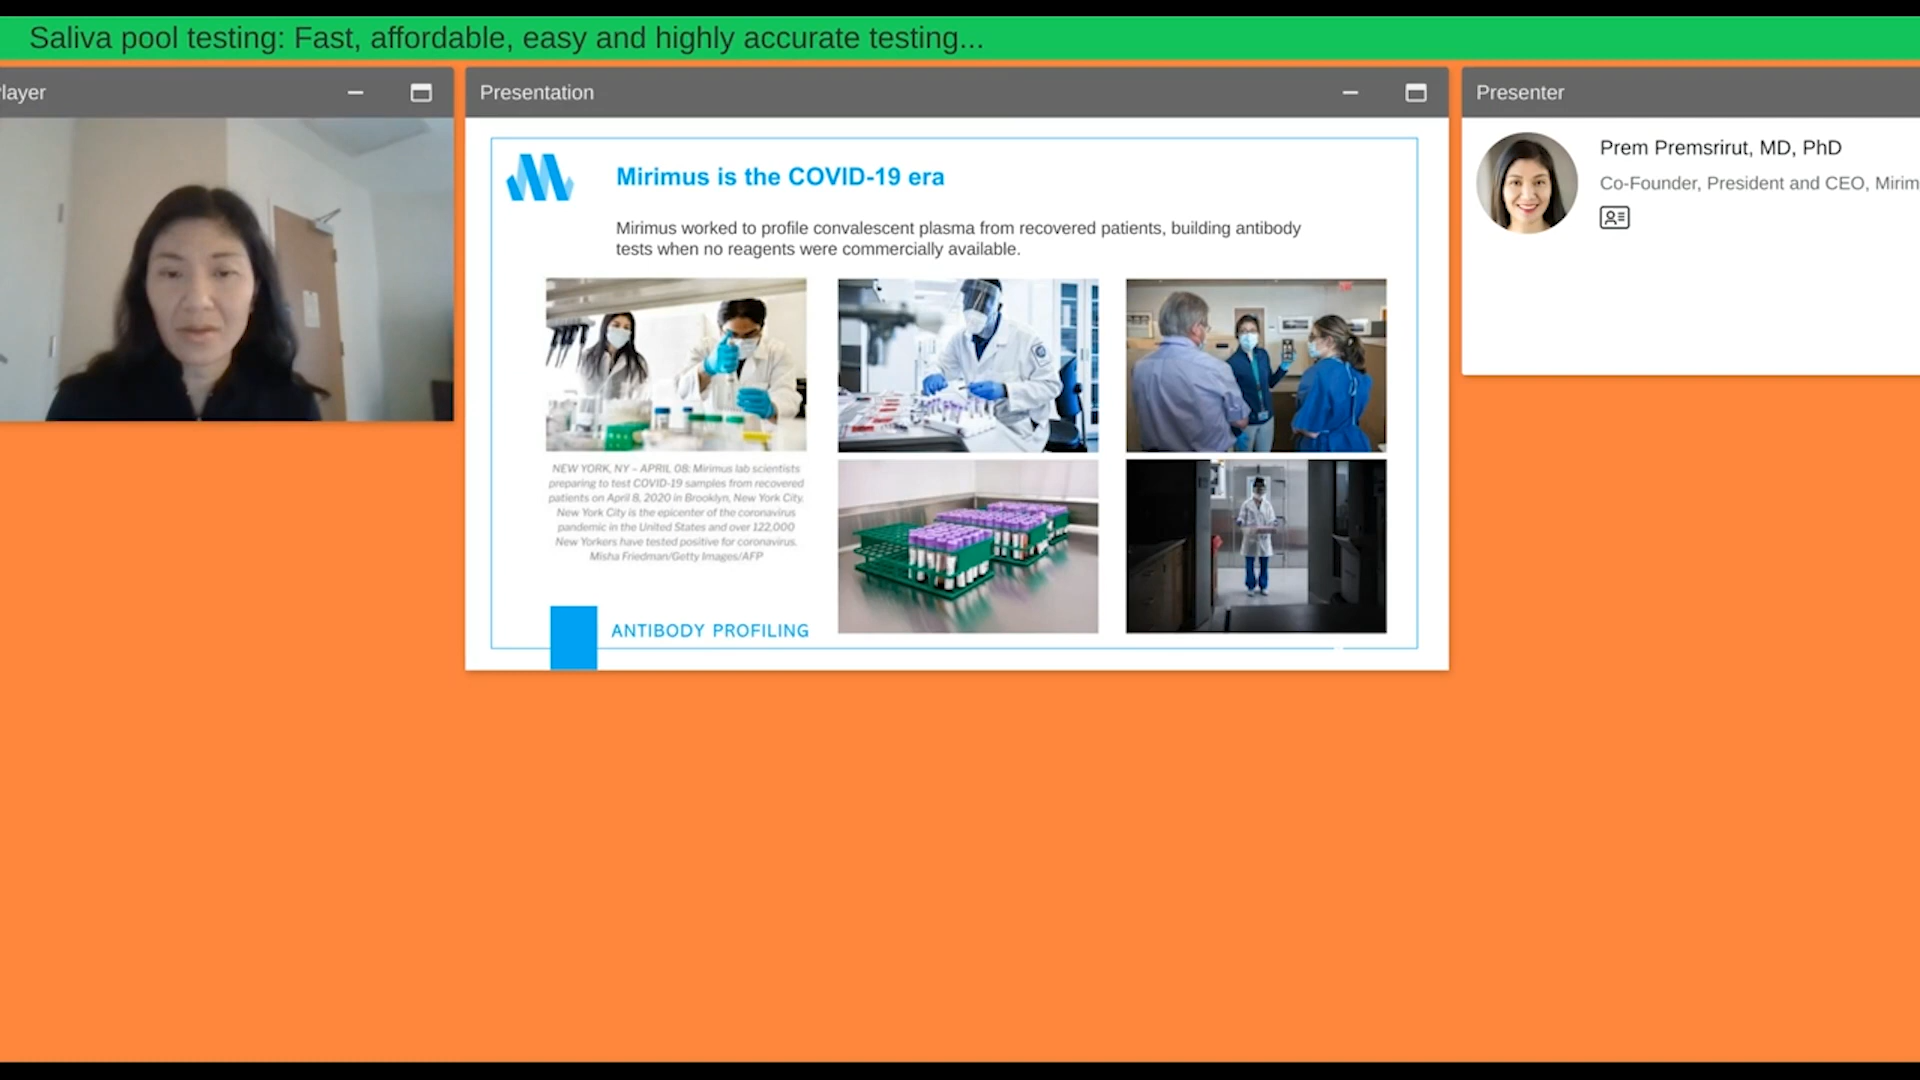 Saliva pool testing: Fast, affordable, easy and highly accurate testing...
layer
Presentation
Presenter
Mirimus is the COVID-19 era
Mirimus worked to profile convalescent plasma from recovered patients, building antibody
tests when no reagents were commercially available.
NEW YORK, NY – APRIL 08: Mirimus lab scientists
preparing to test COVID-19 samples from recovered
patients on April 8, 2020 in Brooklyn, New York City.
New York City is the epicenter of the coronavirus
pandemic in the United States and over 122,000
New Yorkers have tested positive for coronavirus.
Misha Friedman/Getty Images/AFP
ANTIBODY PROFILING
Prem Premsrirut, MD, PhD
Co-Founder, President and CEO, Mirim